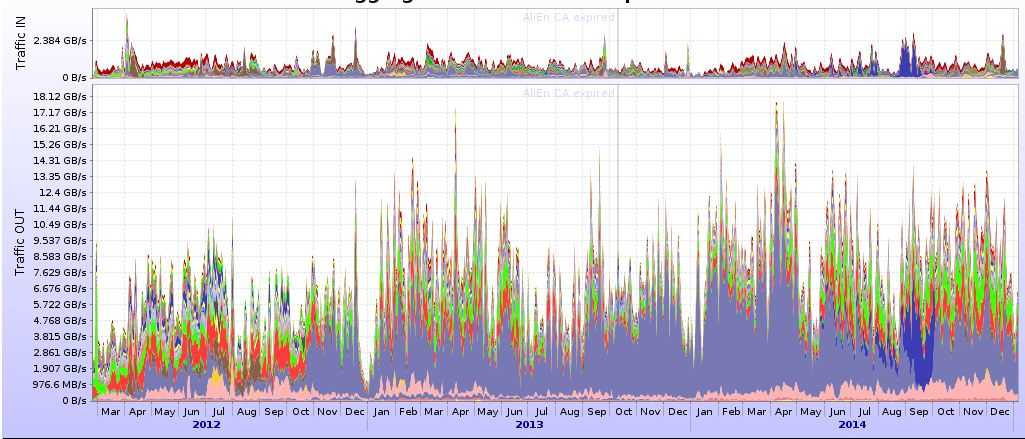 AliEn CA expired
Traffic IN
2.384 GB/s
0 B/s
AliEn CA expired
Traffic OUT
18.12 GB/s
17.17 GB/s
16.21 GB/s
15.26 GB/s
14.31 GB/s
13.35 GB/s
12.4 GB/s
11.44 GB/s
10.49 GB/s
9.537 GB/s
8.583 GB/s
7.629 GB/s
6.676 GB/s
5.722 GB/s
4.768 GB/s
3.815 GB/s
2.861 GB/s
1.907 GB/s
976.6 MB/s
0 B/s
Mar Apr May Jun Jul Aug Sep Oct Nov Dec Jan Feb Mar Apr May Jun Jul Aug Sep Oct Nov Dec Jan Feb Mar Apr May Jun Jul Aug Sep Oct Nov Dec
2012 2013 2014